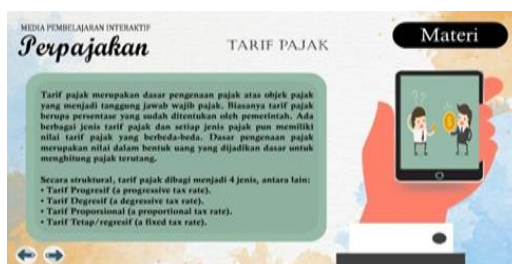 MEDIA PEMBELAJARAN INTERAKTIF
Perpajakan
TARIF PAJAK
Materi
Tarif pajak merupakan dasar pengenaan pajak atas objek pajak
yang menjadi tanggung jawab wajib pajak. Biasanya tarif pajak
berupa persentase yang sudah ditentukan oleh pemerintah. Ada
berbagai jenis tarif pajak dan setiap jenis pajak pun memiliki
nilai tarif pajak yang berbeda-beda. Dasar pengenaan pajak
merupakan nilai dalam bentuk uang yang dijadikan dasar untuk
menghitung pajak terutang.
Secara struktural, tarif pajak dibagi menjadi 4 jenis, antara lain:
• Tarif Progresif (a progressive tax rate).
• Tarif Degresif (a degressive tax rate).
• Tarif Proporsional (a proportional tax rate).
• Tarif Tetap/regresif (a fixed tax rate).